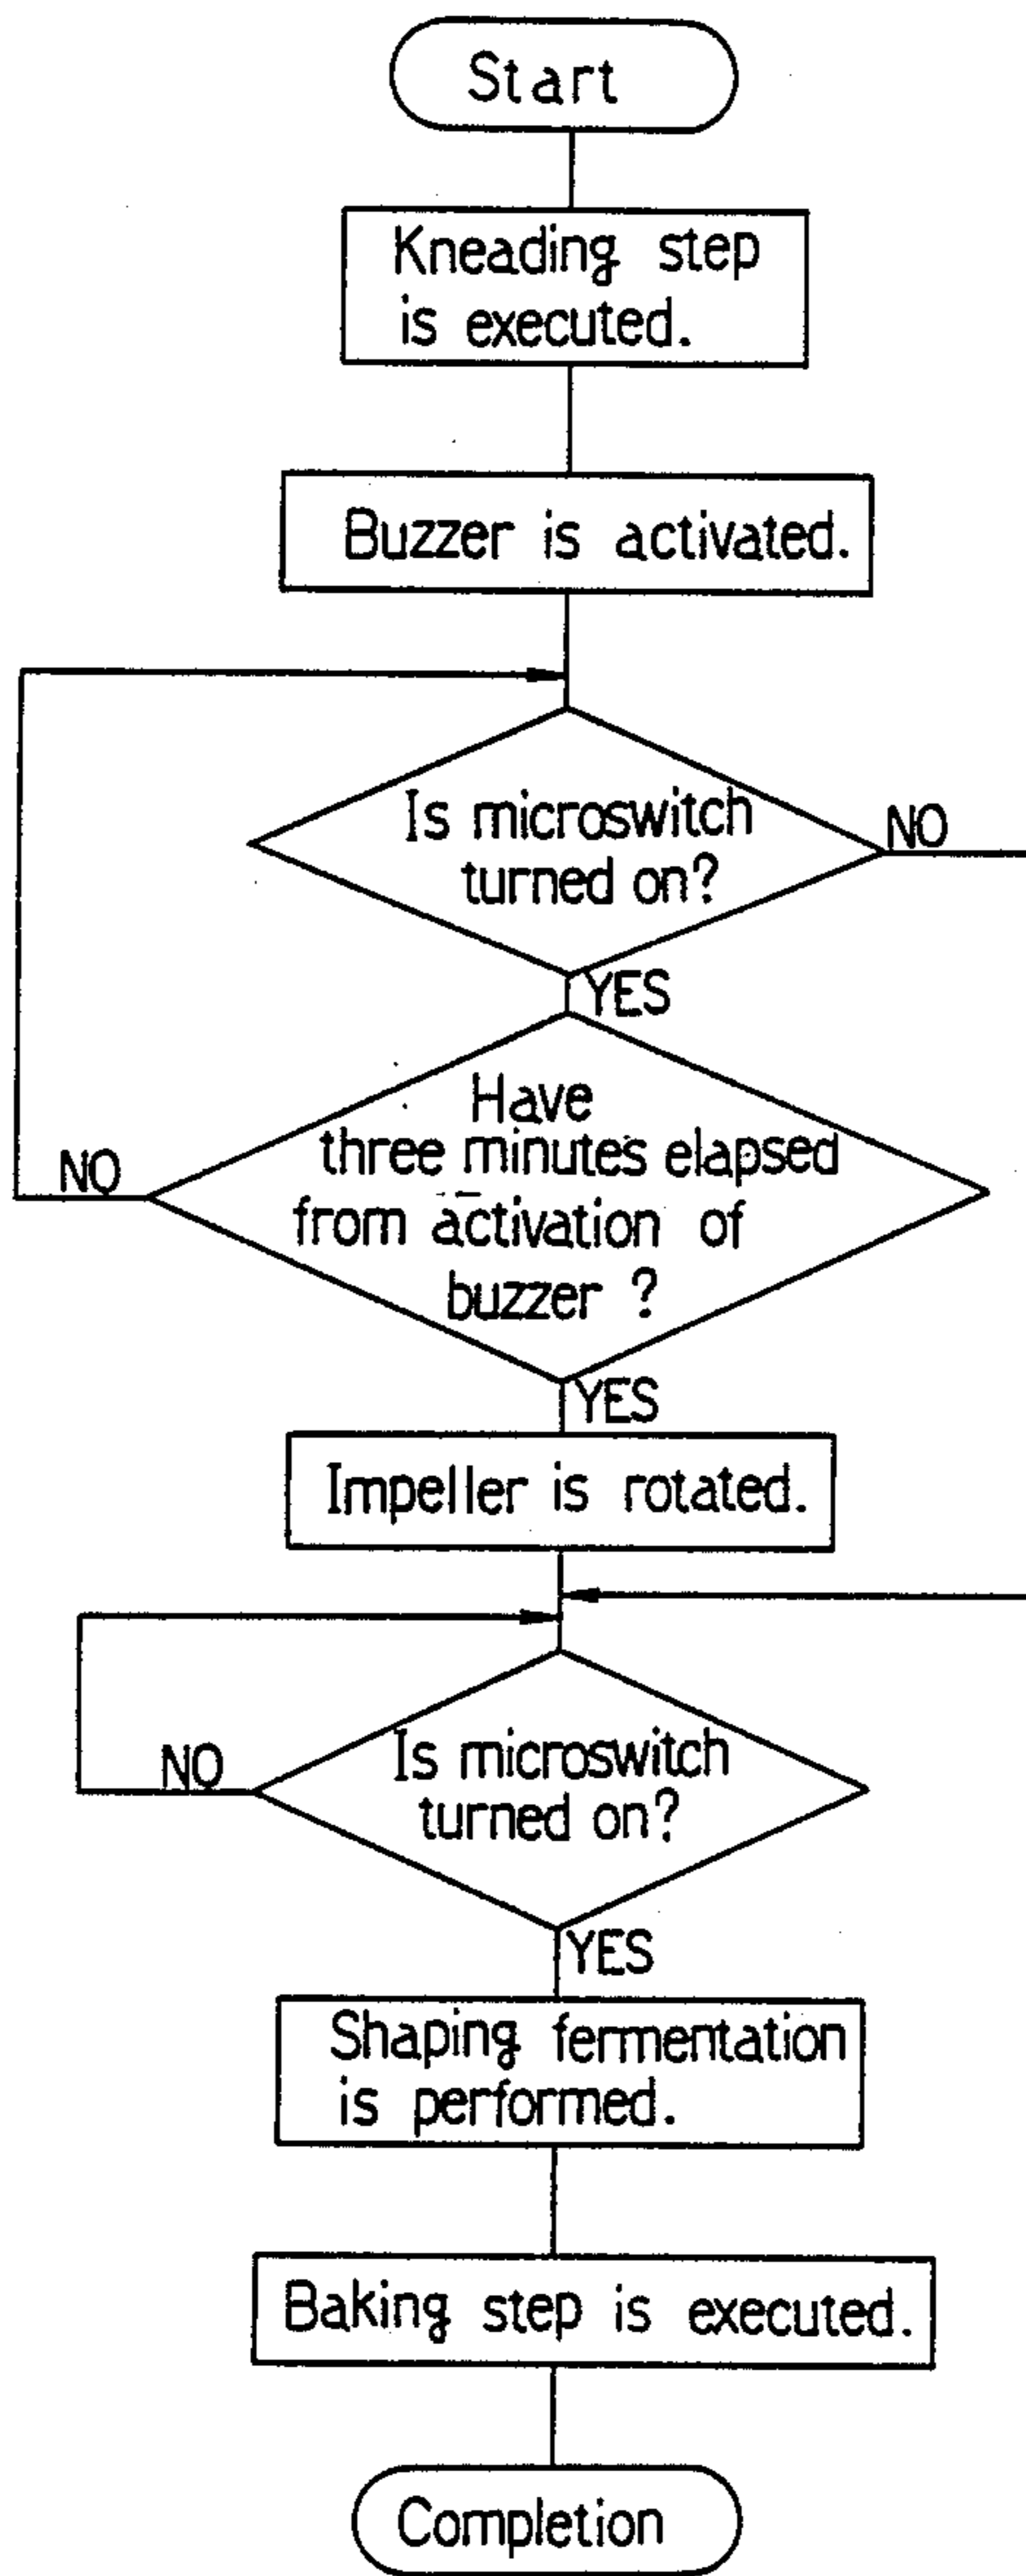 Start
Kneading step
is executed.
Buzzer is activated.
Is microswitch
turned on?
NO
YES
Have
three minutes elapsed
from activation of
buzzer ?
NO
YES
Impeller is rotated.
Is microswitch
turned on?
NO
YES
Shaping fermentation
is performed.
Baking step is executed.
Completion